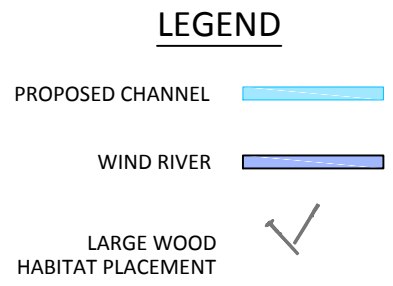 LEGEND
PROPOSED CHANNEL
WIND RIVER
LARGE WOOD
HABITAT PLACEMENT